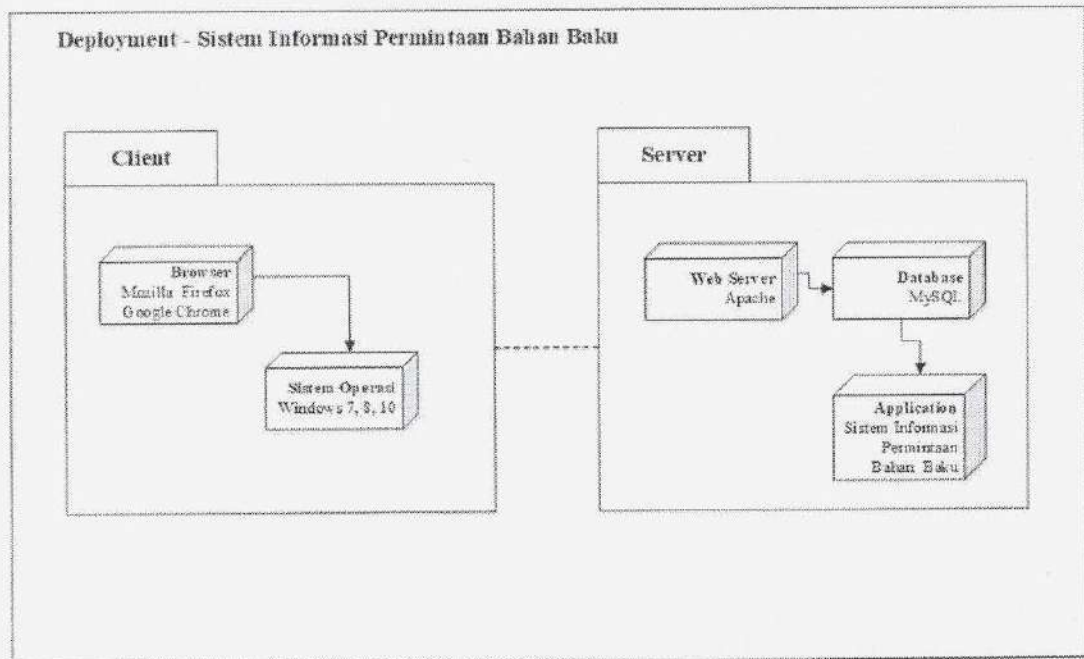 Deployment - Sistem Informasi Permintaan Bahan Baku
Client
Browser
Mozilla Firefox
Google Chrome
Sistem Operasi
Windows 7, 8, 10
Server
Web Server
Apache
Database
MySQL
Application
Sistem Informasi
Permintaan
Bahan Baku